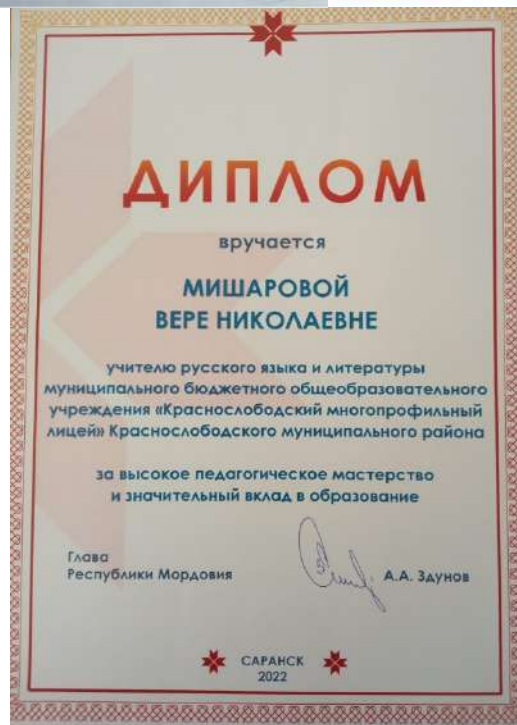 ДИПЛОМ
вручается
МИШАРОВОЙ
ВЕРЕ НИКОЛАЕВНЕ
учителю русского языка и литературы
муниципального бюджетного общеобразовательного
учреждения «Краснослободский многопрофильный
лицей» Краснослободского муниципального района
за высокое педагогическое мастерство
и значительный вклад в образование
Глава
Республики Мордовия
А.А. Здунов
САРАНСК
2022